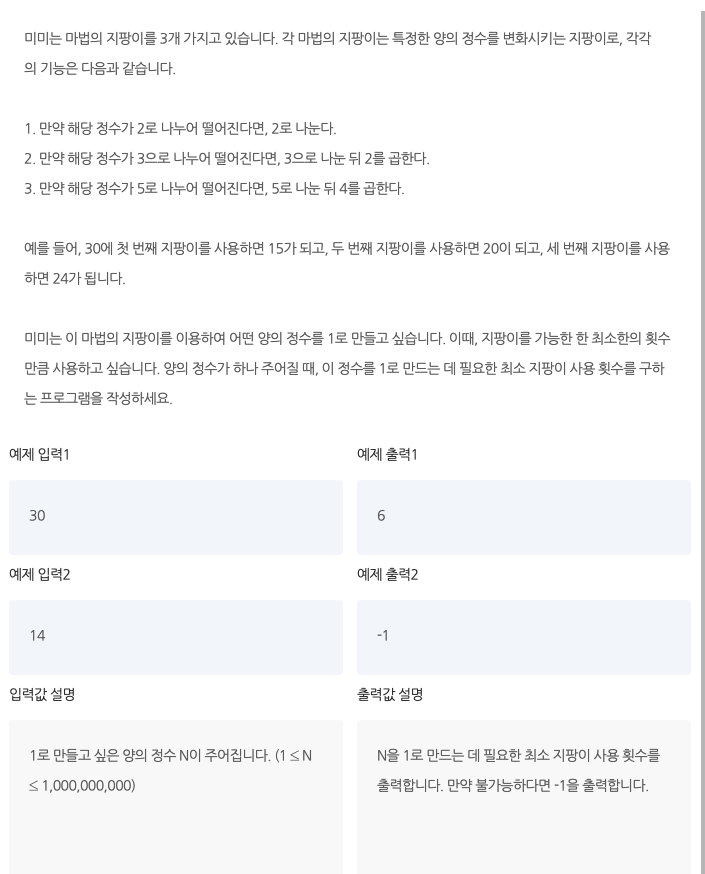 미미는 마법의 지팡이를 3개 가지고 있습니다. 각 마법의 지팡이는 특정한 양의 정수를 변화시키는 지팡이로, 각각
의 기능은 다음과 같습니다.
1. 만약 해당 정수가 2로 나누어 떨어진다면, 2로 나눈다.
2. 만약 해당 정수가 3으로 나누어 떨어진다면, 3으로 나눈 뒤 2를 곱한다.
3. 만약 해당 정수가 5로 나누어 떨어진다면, 5로 나눈 뒤 4를 곱한다.
예를 들어, 30에 첫 번째 지팡이를 사용하면 15가 되고, 두 번째 지팡이를 사용하면 20이 되고, 세 번째 지팡이를 사용
하면 24가 됩니다.
미미는 이 마법의 지팡이를 이용하여 어떤 양의 정수를 1로 만들고 싶습니다. 이때, 지팡이를 가능한 한 최소한의 횟수
만큼 사용하고 싶습니다. 양의 정수가 하나 주어질 때, 이 정수를 1로 만드는 데 필요한 최소 지팡이 사용 횟수를 구하
는 프로그램을 작성하세요.
예제 입력1
예제 출력1
30
6
예제 입력2
예제 출력2
14
-1
입력값 설명
출력값 설명
1로 만들고 싶은 양의 정수 N이 주어집니다. (1 ≤ N
≤ 1,000,000,000)
N을 1로 만드는 데 필요한 최소 지팡이 사용 횟수를
출력합니다. 만약 불가능하다면 -1을 출력합니다.